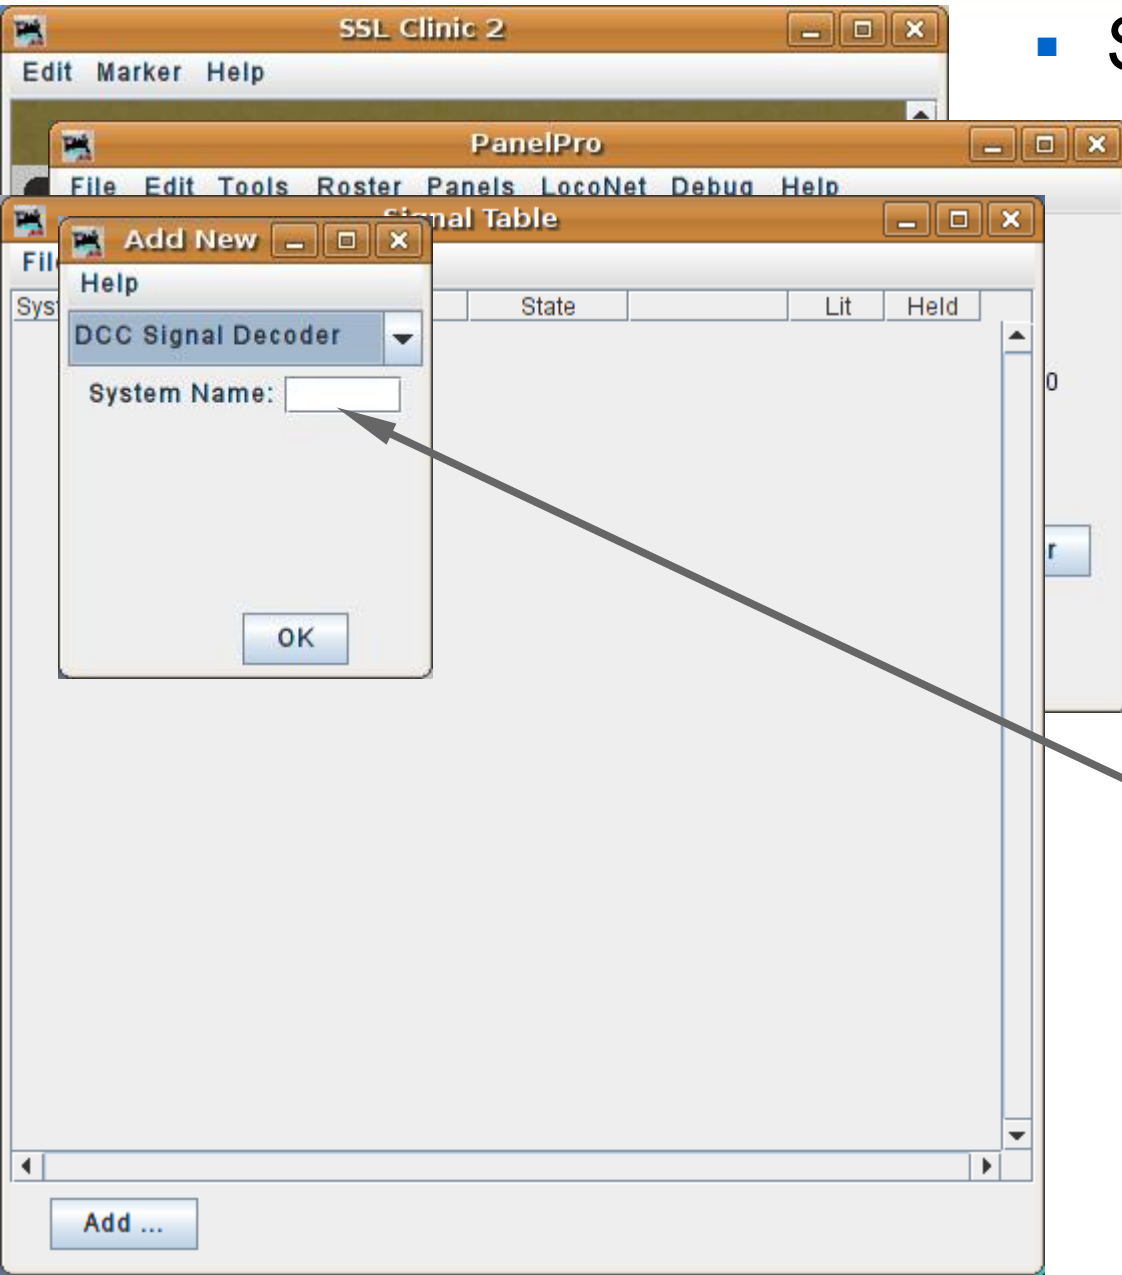 SSL Clinic 2
Edit Marker Help
PanelPro
File Edit Tools Roster Panels LocoNet Debug Help
Signal Table
Add New
Help
State Lit Held
DCC Signal Decoder
System Name:
0
r
OK
Add ...